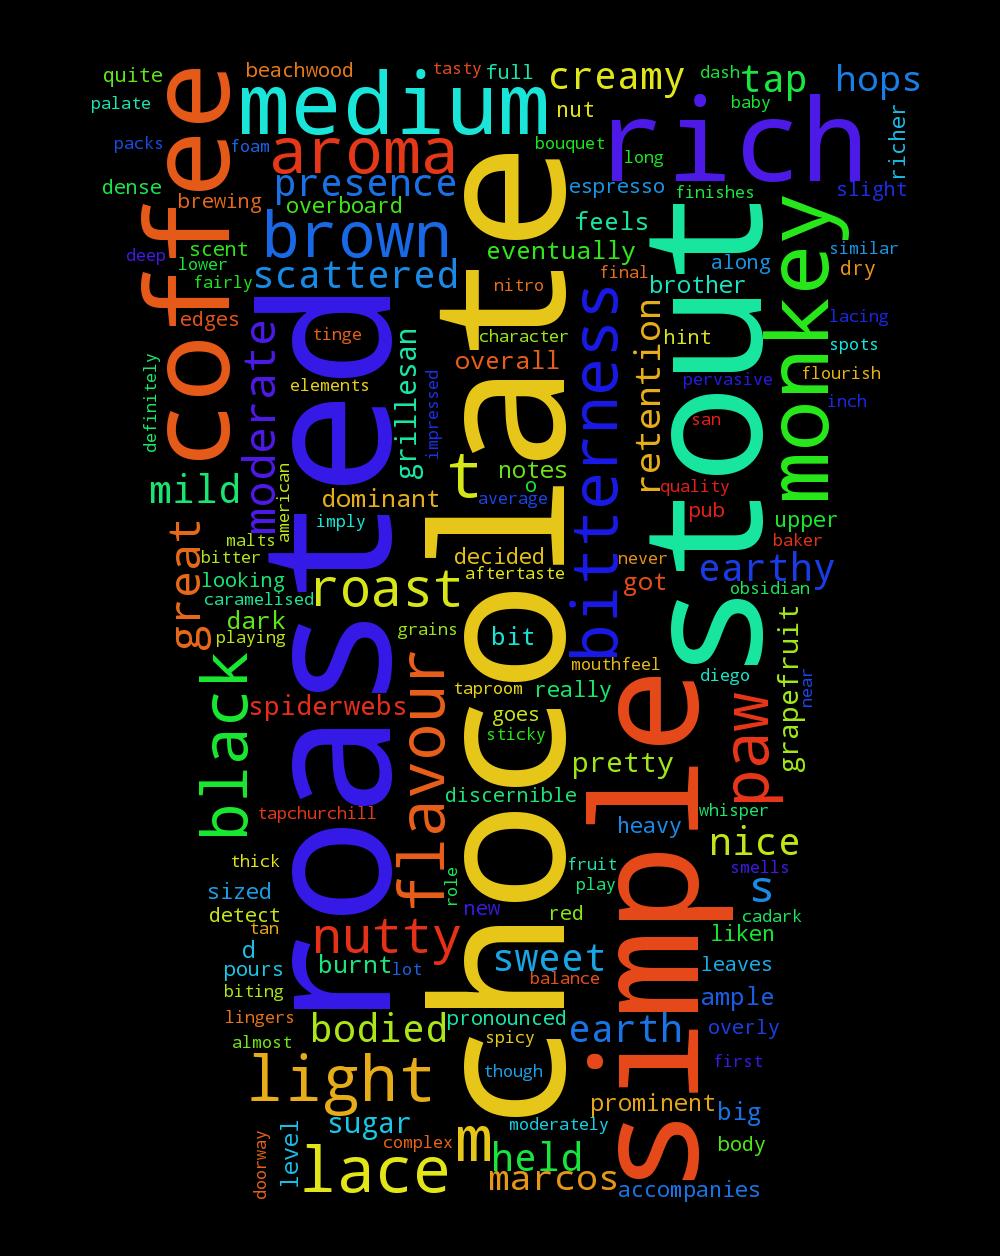 quite
beachwood
tasty
full
creamy
dash
tap
hops
palate
coffee
medium
nut
baby
rich
richer
packs
foam
aroma
bouquet
long
dense
brewing
presence
overboard
chocolate
espresso
finishes
slight
deep
scent
lower
fairly
brown
scattered
eventually
feels
stout
along
monkey
similar
dry
edges
roasted
tinge
nitro
final
brother
lacing
definitely
moderate
elements
grillesan
impressed
character
overall
bitterness
retention
hint
pervasive
spots
flourish
inch
san
mild
american
dominant
t
notes
o
average
quality
pub
upper
great
malts
bitter
imply
decided
aftertaste
never
got
earthy
baker
looking
caramelised
roast
obsidian
dark
playing
grains
bit
mouthfeel
diego
grapefruit
near
black
spiderwebs
flavour
taproom
really
goes
sticky
simple
paw
pretty
tapchurchill
discernible
whisper
heavy
nice
thick
sized
role
fruit
play
smells
s
detect
tan
new
red
cadark
liken
d
nutty
pours
burnt
lot
sweet
balance
leaves
biting
ample
lingers
almost
bodied
pronounced
spicy
earth
overly
light
though
first
prominent
big
sugar
moderately
level
doorway
complex
m
held
body
lace
marcos
accompanies